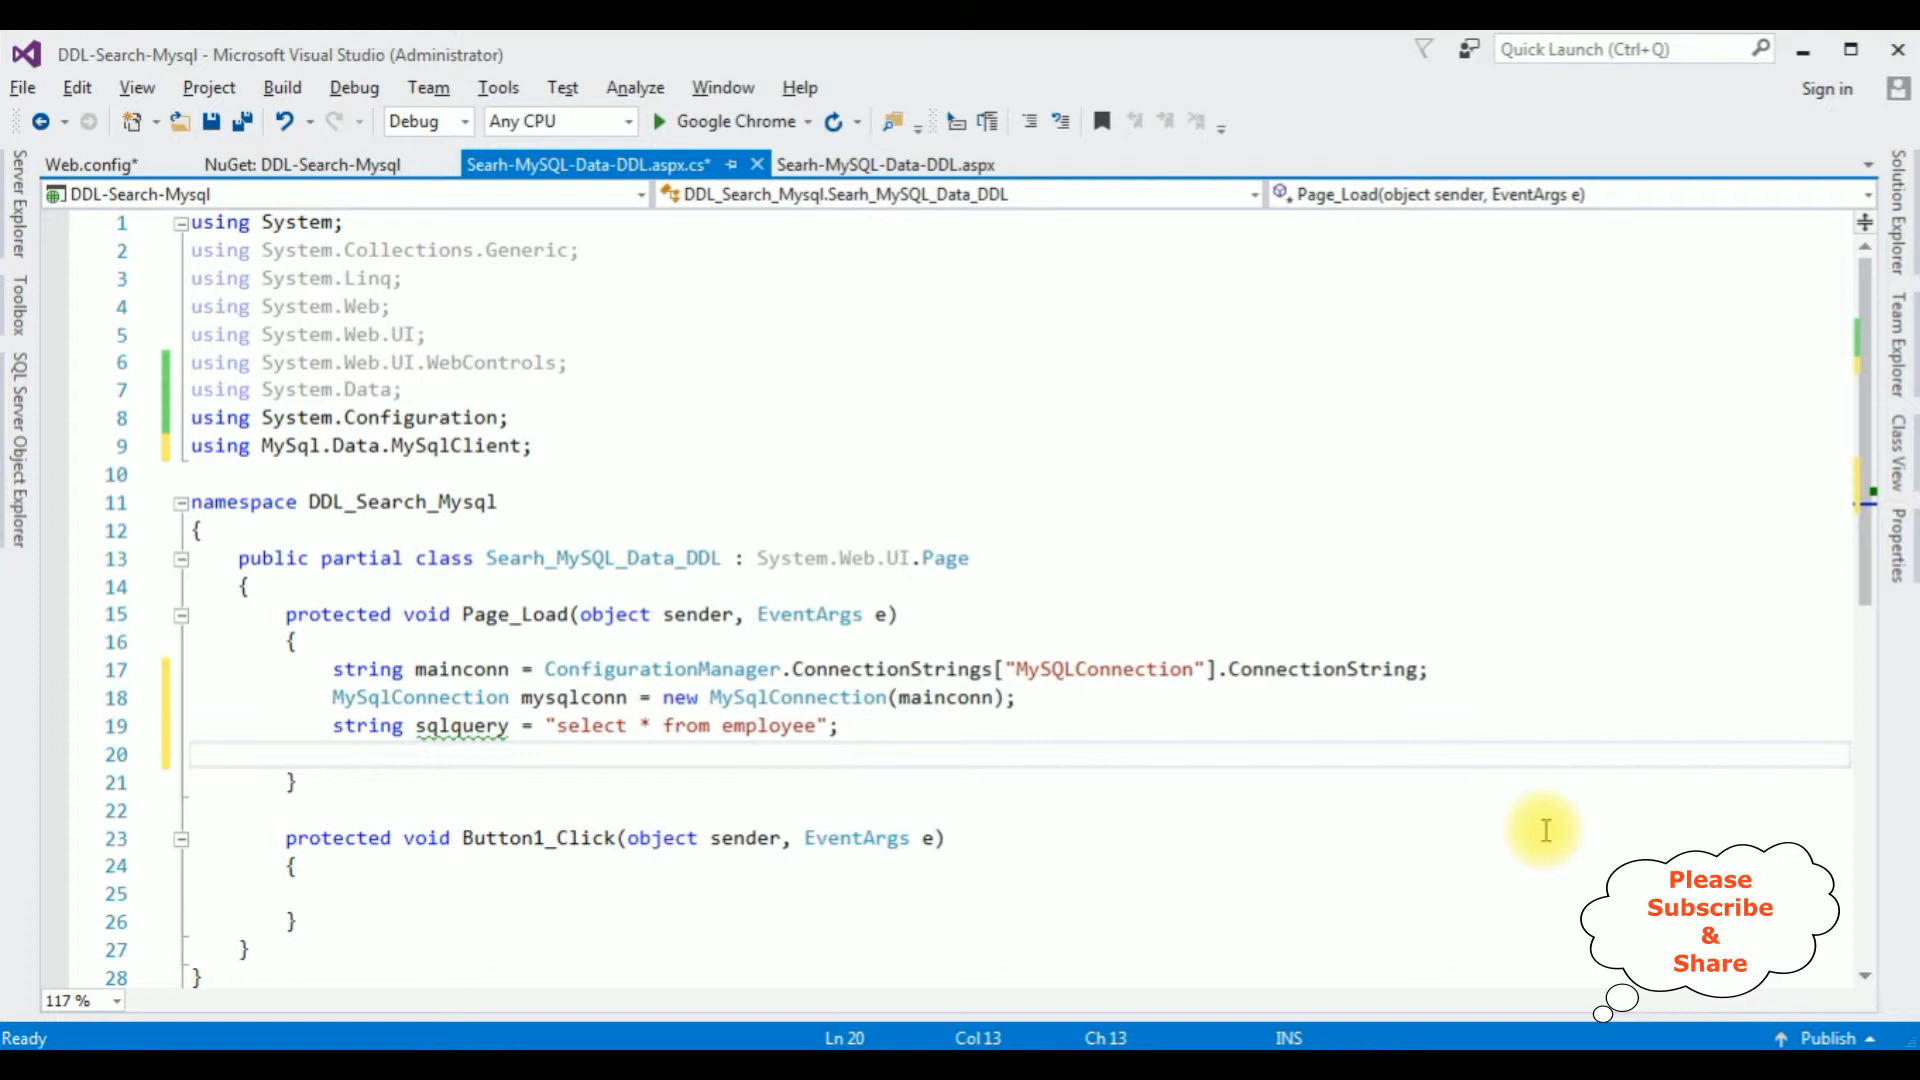 DDL-Search-Mysql - Microsoft Visual Studio (Administrator)
Quick Launch (Ctrl+Q)
File Edit View Project Build Debug Team Tools Test Analyze Window Help
Sign in
Debug Any CPU Google Chrome
Web.config* NuGet: DDL-Search-Mysql Searh-MySQL-Data-DDL.aspx.cs* Searh-MySQL-Data-DDL.aspx
DDL-Search-Mysql DDL_Search_Mysql.Searh_MySQL_Data_DDL Page_Load(object sender, EventArgs e)
Server Explorer
Toolbox
SQL Server Object Explorer
1 using System;
2 using System.Collections.Generic;
3 using System.Linq;
4 using System.Web;
5 using System.Web.UI;
6 using System.Web.UI.WebControls;
7 using System.Data;
8 using System.Configuration;
9 using MySql.Data.MySqlClient;
10
11 namespace DDL_Search_Mysql
12 {
13 public partial class Searh_MySQL_Data_DDL : System.Web.UI.Page
14 {
15 protected void Page_Load(object sender, EventArgs e)
16 {
17 string mainconn = ConfigurationManager.ConnectionStrings["MySQLConnection"].ConnectionString;
18 MySqlConnection mysqlconn = new MySqlConnection(mainconn);
19 string sqlquery = "select * from employee";
20
21 }
22
23 protected void Button1_Click(object sender, EventArgs e)
24 {
25
26 }
27 }
28 }
Solution Explorer
Team Explorer
Class View
Properties
Please
Subscribe
&
Share
117 %
Ready Ln 20 Col 13 Ch 13 INS Publish